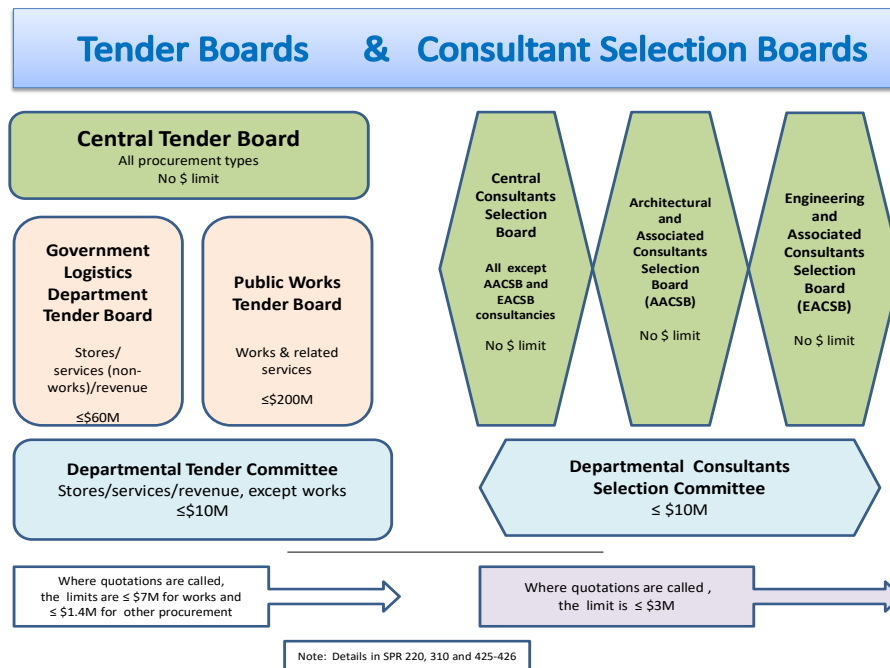 Tender Boards & Consultant Selection Boards
Central Tender Board
All procurement types
No $ limit
Government
Logistics
Department
Tender Board
Stores/
services (non-
works)/revenue
≤$60M
Public Works
Tender Board
Works & related
services
≤$200M
Central
Consultants
Selection
Board
All except
AACSB and
EACSB
consultancies
No $ limit
Architectural
and
Associated
Consultants
Selection
Board
(AACSB)
No $ limit
Engineering
and
Associated
Consultants
Selection
Board
(EACSB)
No $ limit
Departmental Tender Committee
Stores/services/revenue, except works
≤$10M
Departmental Consultants
Selection Committee
≤ $10M
Where quotations are called,
the limits are ≤ $7M for works and
≤ $1.4M for other procurement
Where quotations are called ,
the limit is ≤ $3M
Note: Details in SPR 220, 310 and 425-426